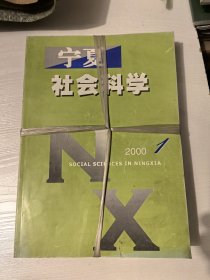 宁夏
社会科学
2000 1
SOCIAL SCIENCES IN NINGXIA
N
X